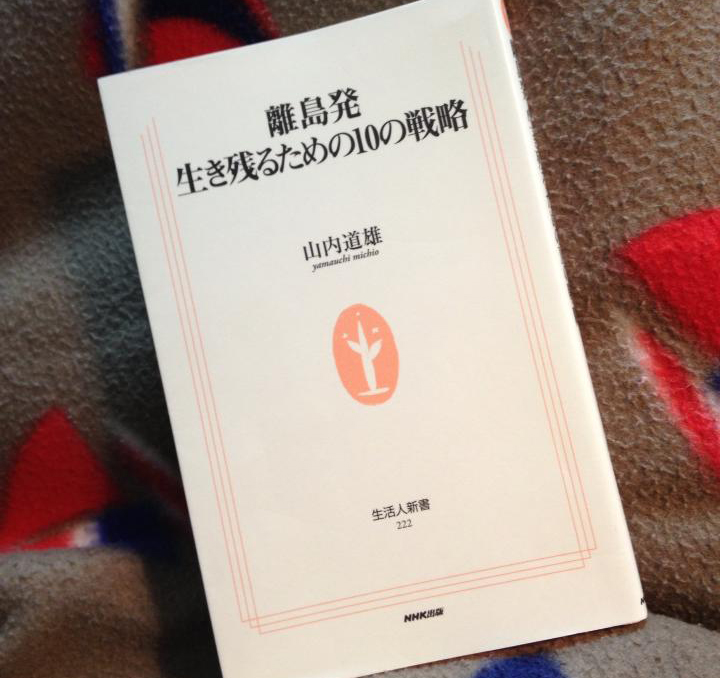 離島発
生き残るための10の戦略
山内道雄
yamauchi michio
生活人新書
222
NHK出版